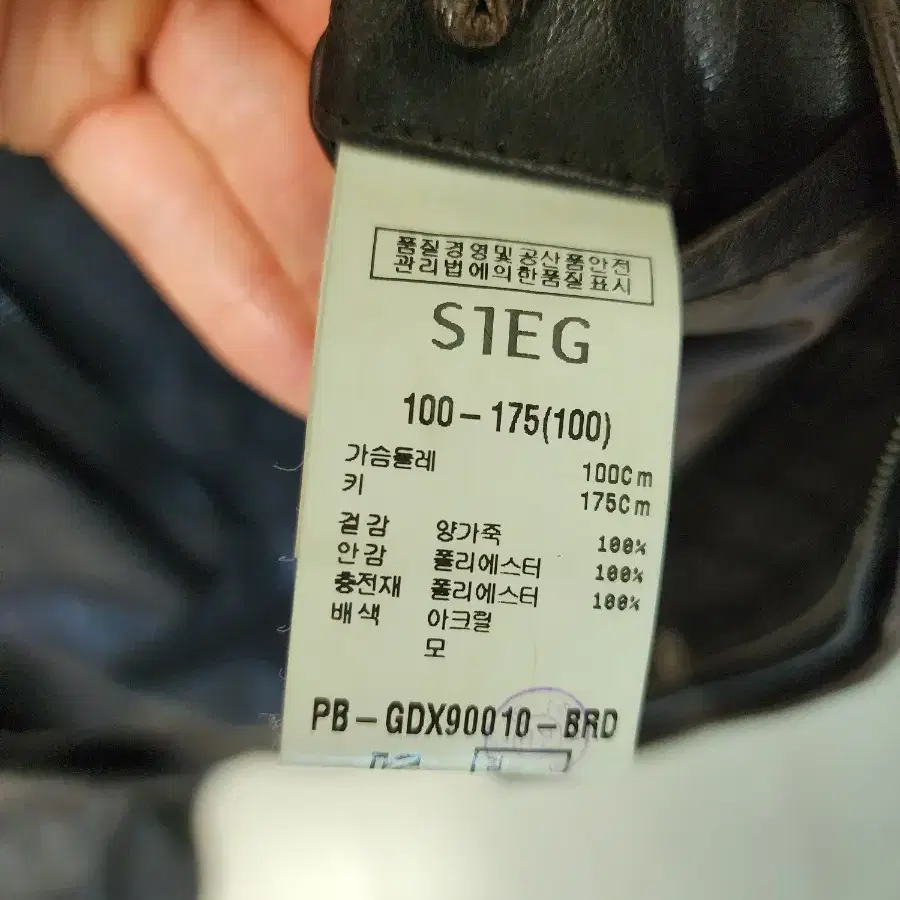 품질경영및공산품안전
관리법에의한품질표시
SIEG
100-175(100)
가슴둘레 100Cm
키 175Cm
겉감 양가죽 100%
안감 폴리에스터 100%
충전재 폴리에스터 100%
배색 아크릴
모
PB-GDX90010-BRD